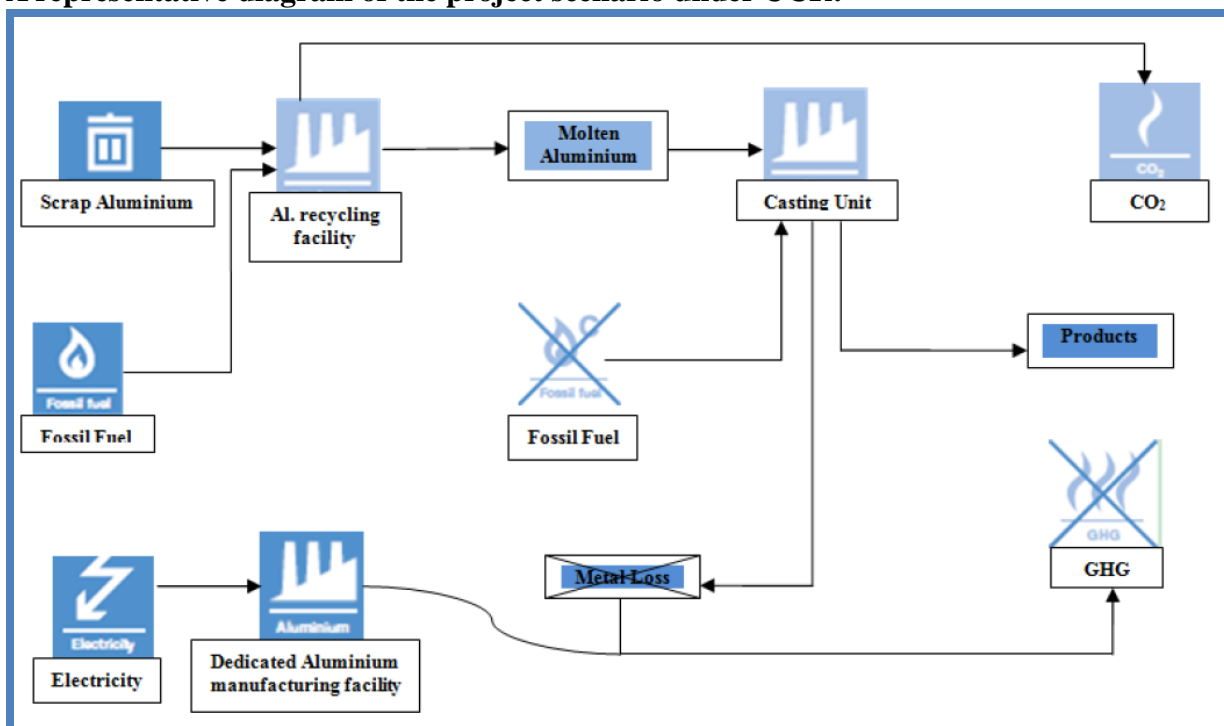 A representative diagram of the project scenario under UCR.
Scrap Aluminium
Al. recycling
facility
Molten
Aluminium
Casting Unit
CO₂
CO₂
Fossil fuel
Fossil Fuel
C
Fossil fuel
Fossil Fuel
Products
GHG
GHG
Metal Loss
Electricity
Electricity
Aluminium
Dedicated Aluminium
manufacturing facility